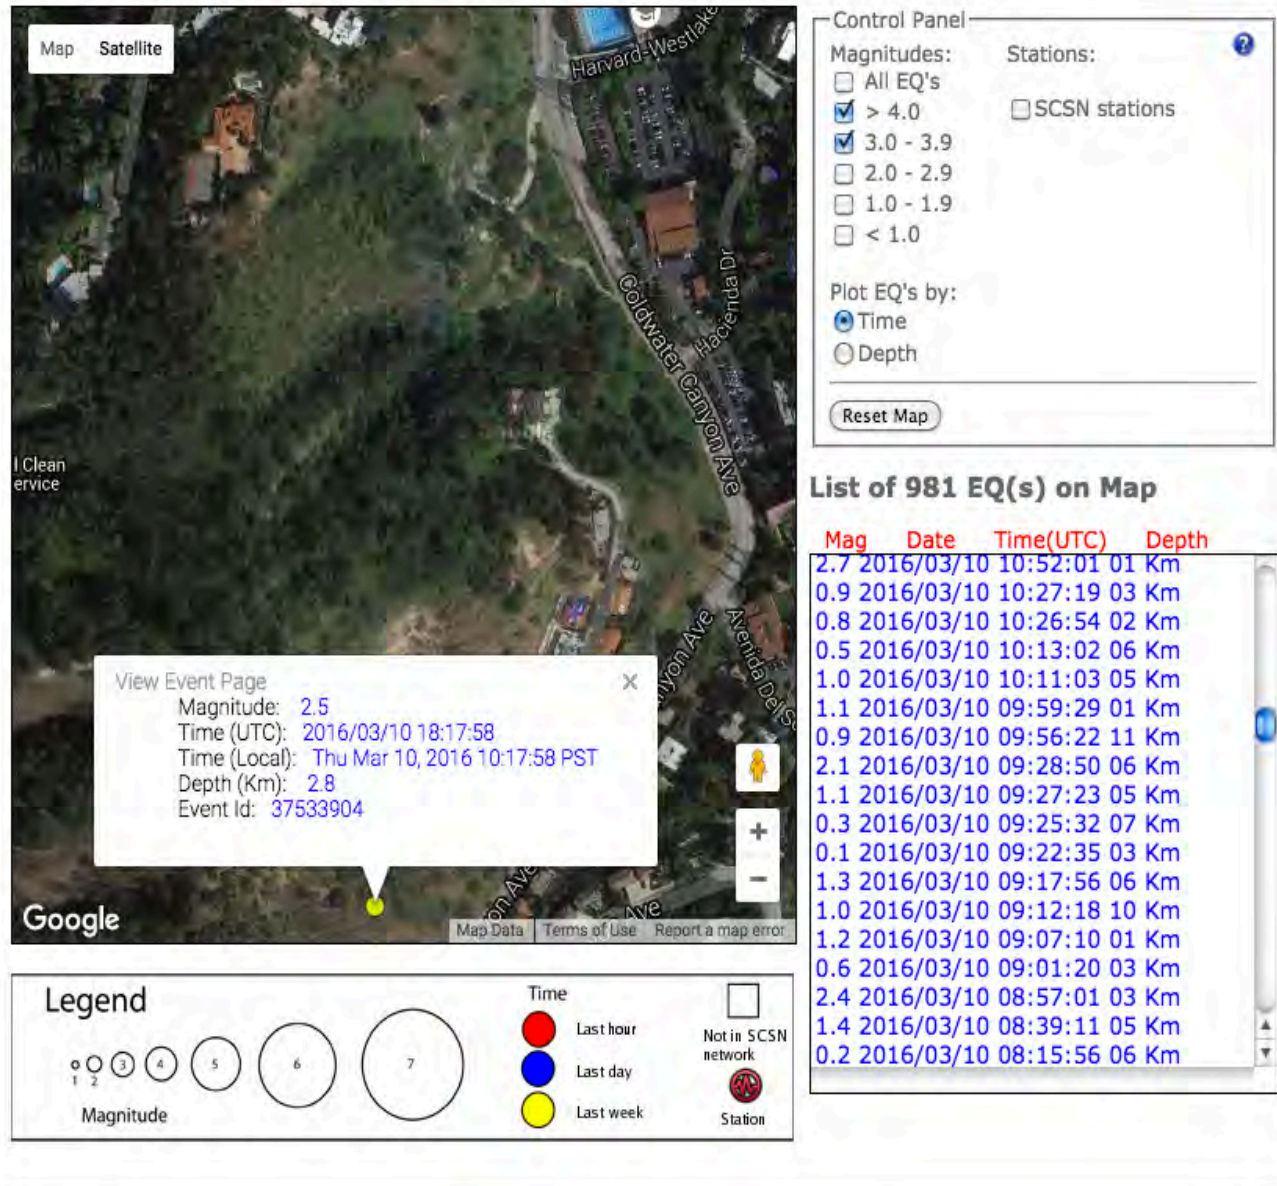 Map Satellite
Harvard-Westlake
Hacienda Dr
Coldwater Canyon Ave
l Clean
ervice
nyon Ave
Avenida Del S
View Event Page
Magnitude: 2.5
Time (UTC): 2016/03/10 18:17:58
Time (Local): Thu Mar 10, 2016 10:17:58 PST
Depth (Km): 2.8
Event Id: 37533904
×
+
−
on Ave
Ave
Google
Map Data Terms of Use Report a map error
Legend
1 2 3 4 5 6 7
Magnitude
Time
Last hour
Last day
Last week
Not in SCSN
network
Station
Control Panel
?
Magnitudes:
All EQ's
> 4.0
3.0 - 3.9
2.0 - 2.9
1.0 - 1.9
< 1.0
Stations:
SCSN stations
Plot EQ's by:
Time
Depth
Reset Map
List of 981 EQ(s) on Map
Mag Date Time(UTC) Depth
2.7 2016/03/10 10:52:01 01 Km
0.9 2016/03/10 10:27:19 03 Km
0.8 2016/03/10 10:26:54 02 Km
0.5 2016/03/10 10:13:02 06 Km
1.0 2016/03/10 10:11:03 05 Km
1.1 2016/03/10 09:59:29 01 Km
0.9 2016/03/10 09:56:22 11 Km
2.1 2016/03/10 09:28:50 06 Km
1.1 2016/03/10 09:27:23 05 Km
0.3 2016/03/10 09:25:32 07 Km
0.1 2016/03/10 09:22:35 03 Km
1.3 2016/03/10 09:17:56 06 Km
1.0 2016/03/10 09:12:18 10 Km
1.2 2016/03/10 09:07:10 01 Km
0.6 2016/03/10 09:01:20 03 Km
2.4 2016/03/10 08:57:01 03 Km
1.4 2016/03/10 08:39:11 05 Km
0.2 2016/03/10 08:15:56 06 Km